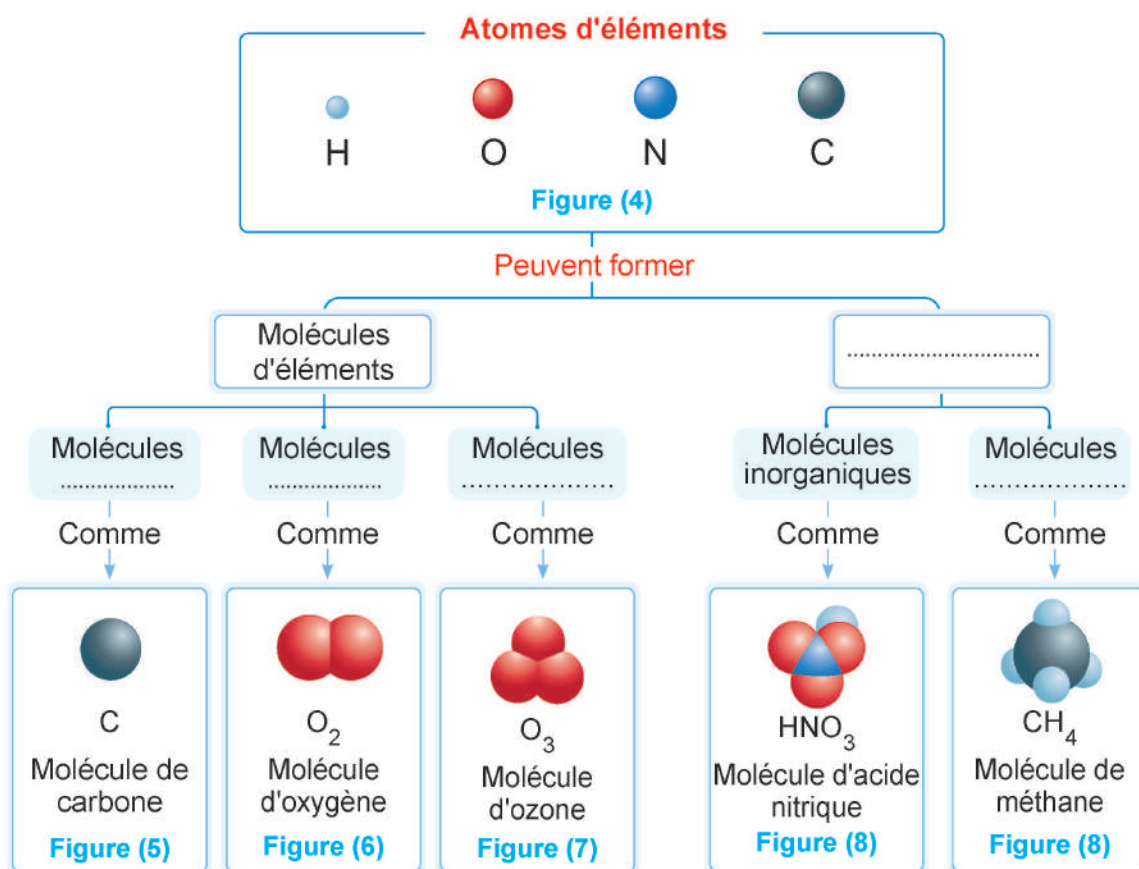 Atomes d'éléments
H O N C
Figure (4)
Peuvent former
Molécules
d'éléments
....................................
Molécules
...................
Molécules
...................
Molécules
.....................
Molécules
inorganiques
Molécules
.....................
Comme
Comme
Comme
Comme
Comme
C
Molécule de
carbone
Figure (5)
O2
Molécule
d'oxygène
Figure (6)
O3
Molécule
d'ozone
Figure (7)
HNO3
Molécule d'acide
nitrique
Figure (8)
CH4
Molécule de
méthane
Figure (8)